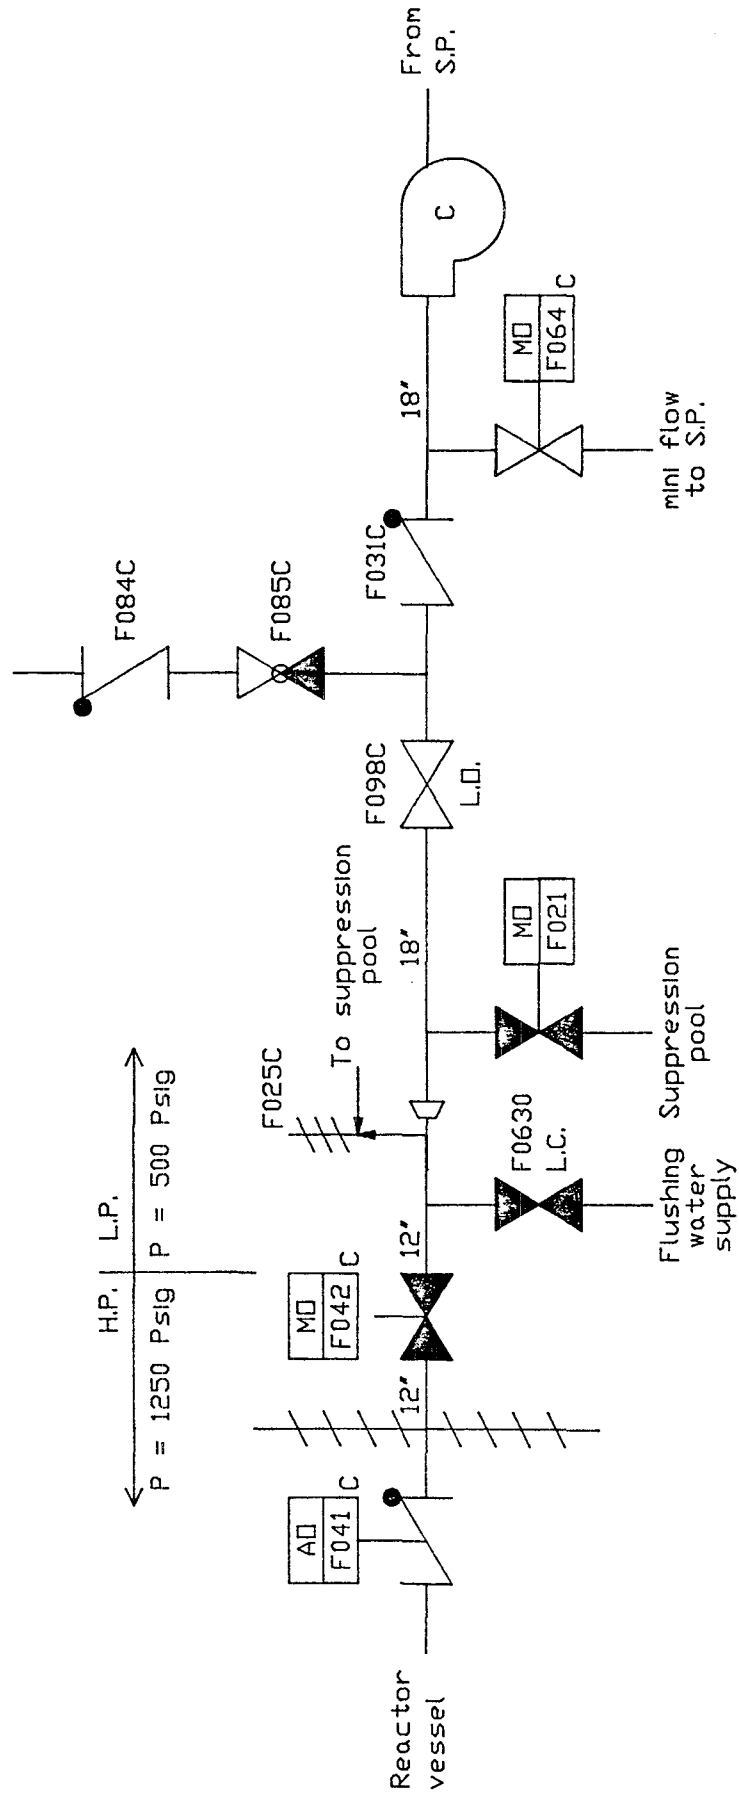 H.P.
L.P.
P = 1250 Psig
P = 500 Psig
AO
F041
C
MO
F042
C
F025C
To suppression
pool
F084C
F085C
F098C
L.O.
F031C
Reactor
vessel
12"
12"
18"
18"
C
From
S.P.
F0630
L.C.
Flushing
water
supply
MO
F021
Suppression
pool
MO
F064
C
mini flow
to S.P.